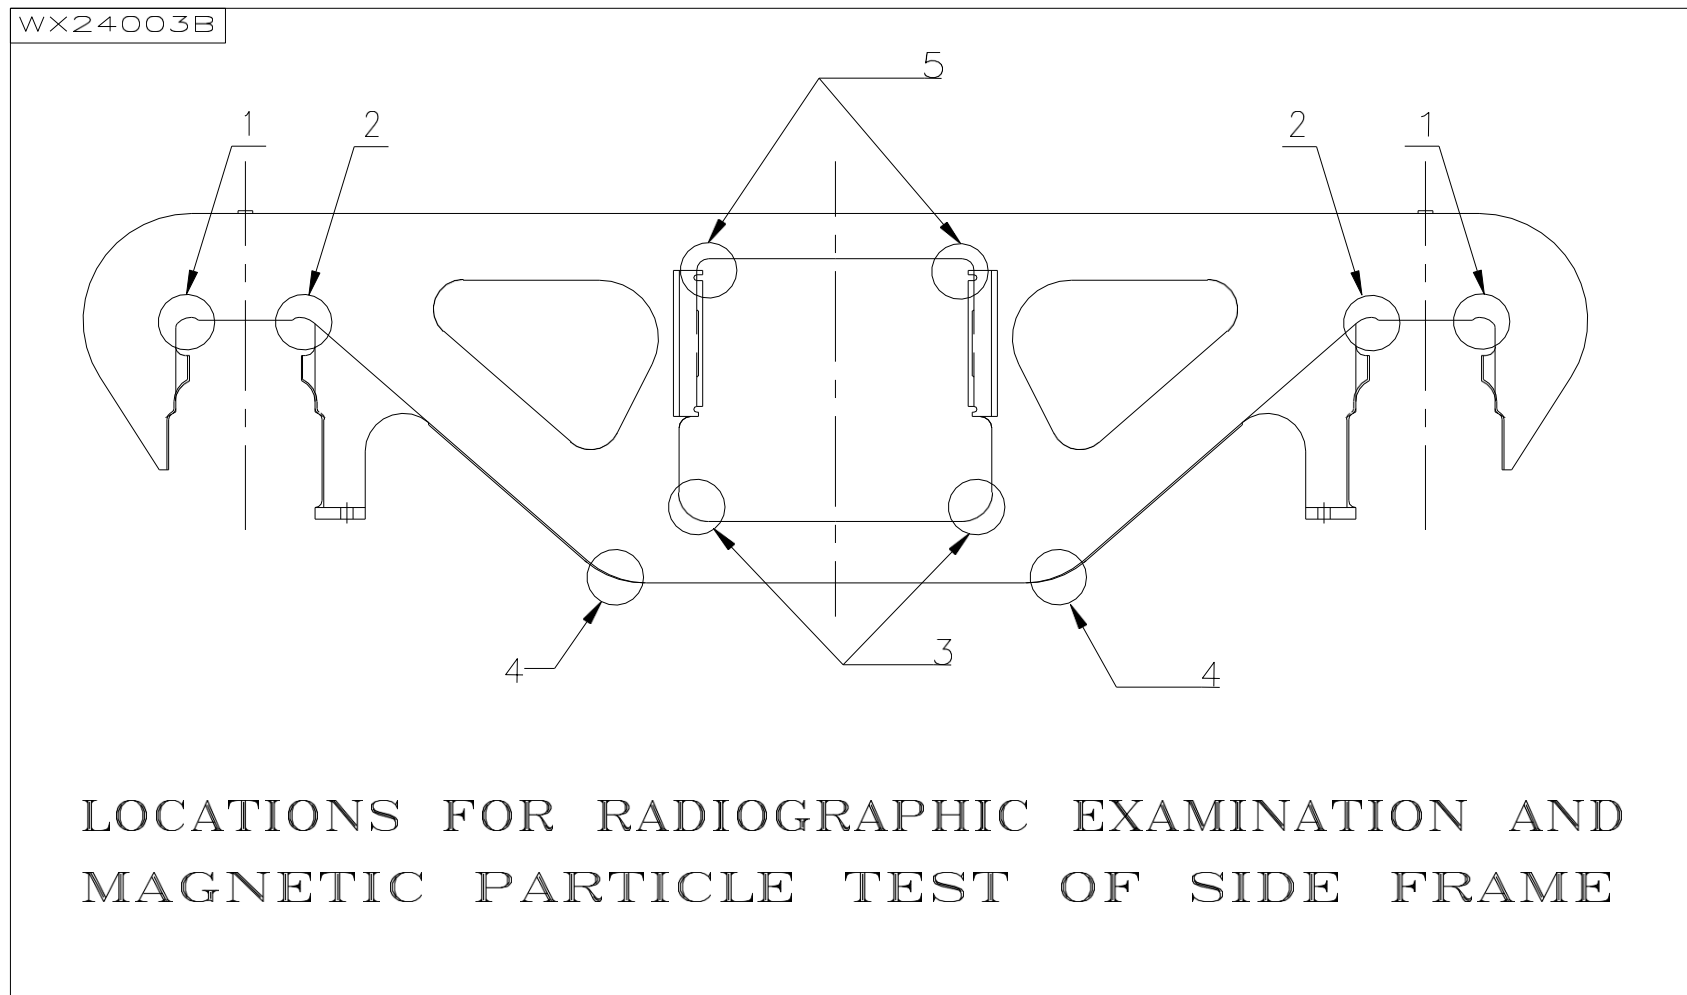 WX24003B
5
1 2 2 1
3
4 4
LOCATIONS FOR RADIOGRAPHIC EXAMINATION AND
MAGNETIC PARTICLE TEST OF SIDE FRAME